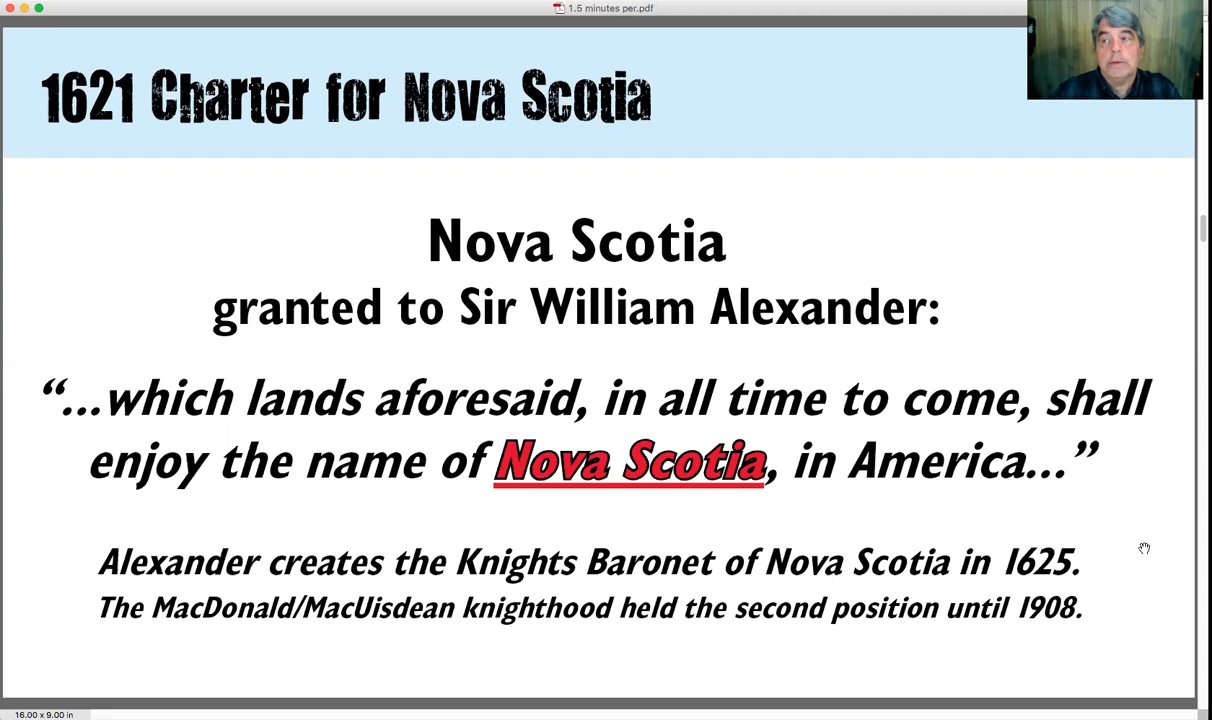 1.5 minutes per.pdf
1621 Charter for Nova Scotia
Nova Scotia
granted to Sir William Alexander:
“...which lands aforesaid, in all time to come, shall
enjoy the name of Nova Scotia, in America...”
Alexander creates the Knights Baronet of Nova Scotia in 1625.
The MacDonald/MacUisdean knighthood held the second position until 1908.
16.00 x 9.00 in